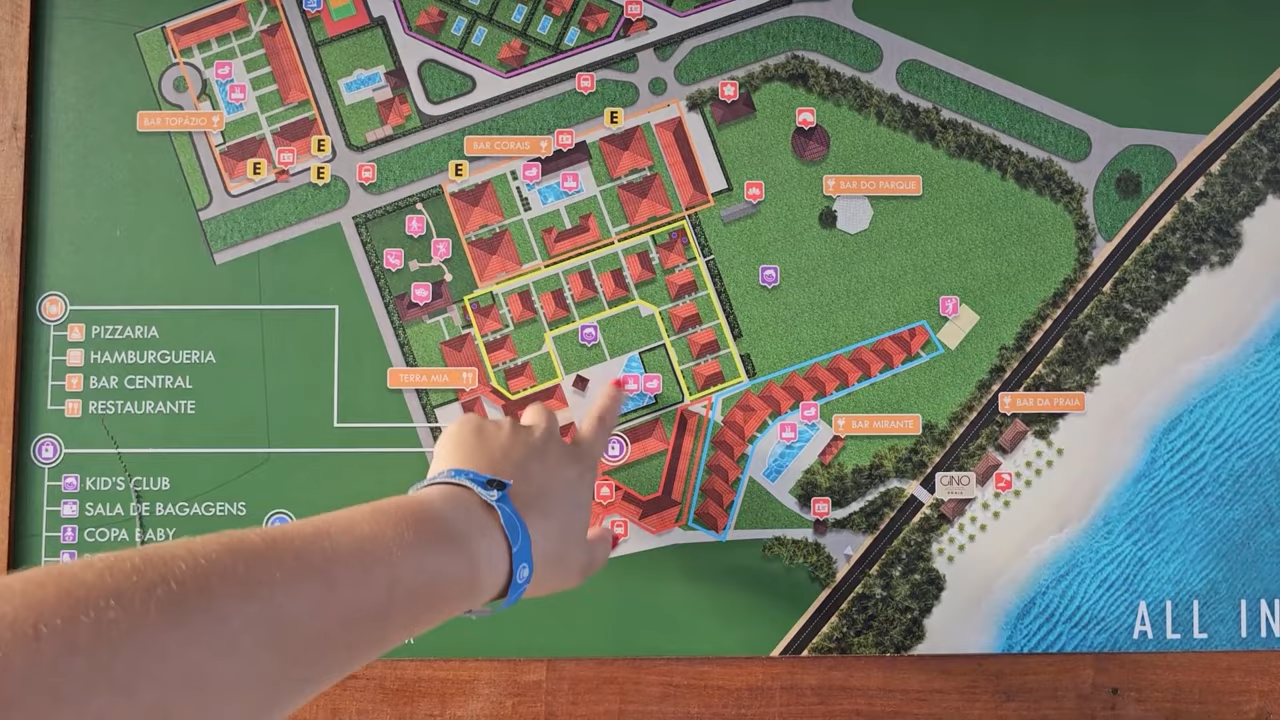 BAR TOPÁZIO
E
E
E
E
E
BAR CORAIS
BAR DO PARQUE
PIZZARIA
HAMBURGUERIA
BAR CENTRAL
RESTAURANTE
TERRA MIA
BAR MIRANTE
BAR DA PRAIA
GINO
PRAIA
KID'S CLUB
SALA DE BAGAGENS
COPA BABY
ALL IN